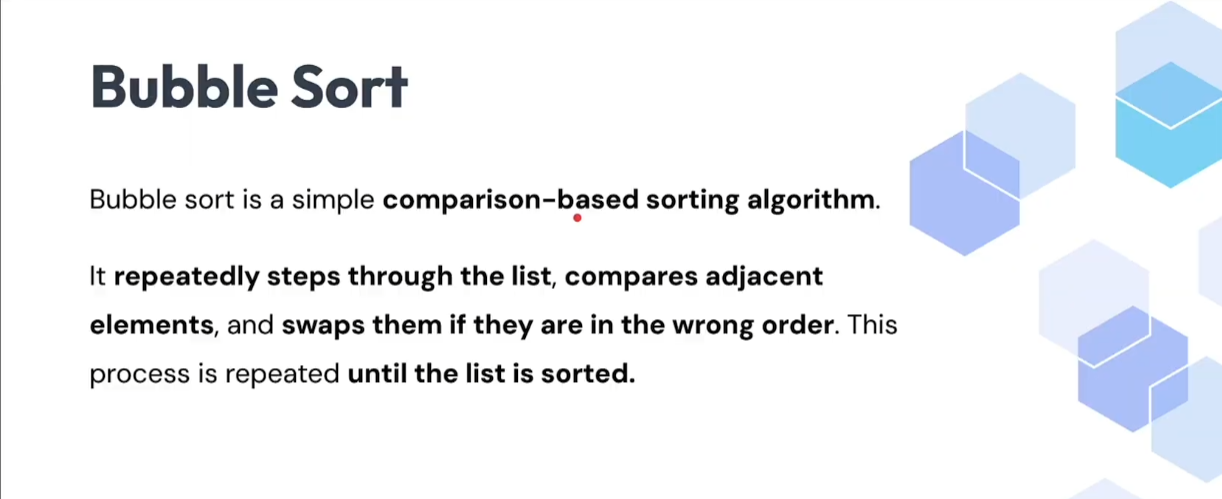 Bubble Sort
Bubble sort is a simple comparison-based sorting algorithm.
It repeatedly steps through the list, compares adjacent
elements, and swaps them if they are in the wrong order. This
process is repeated until the list is sorted.